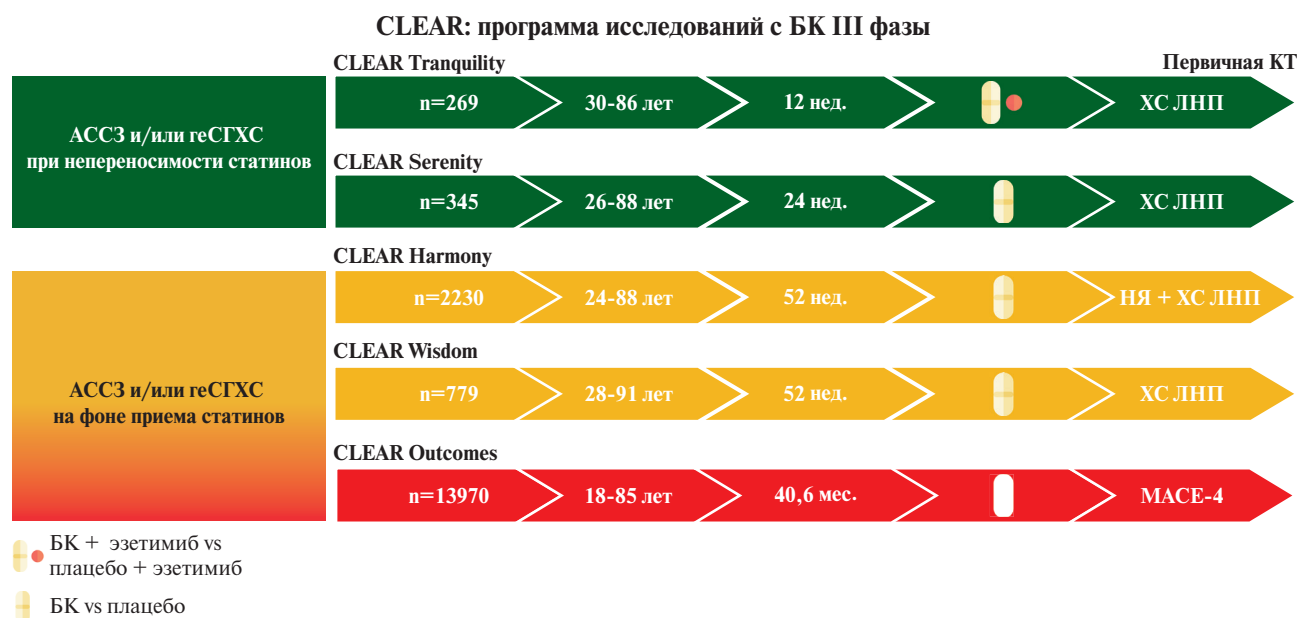 CLEAR: программа исследований с БК III фазы
CLEAR Tranquility
Первичная КТ
АССЗ и/или геСГХС
при непереносимости статинов
n=269
30-86 лет
12 нед.
ХС ЛНП
CLEAR Serenity
n=345
26-88 лет
24 нед.
ХС ЛНП
CLEAR Harmony
АССЗ и/или геСГХС
на фоне приема статинов
n=2230
24-88 лет
52 нед.
НЯ + ХС ЛНП
CLEAR Wisdom
n=779
28-91 лет
52 нед.
ХС ЛНП
CLEAR Outcomes
n=13970
18-85 лет
40,6 мес.
MACE-4
БК + эзетимиб vs
плацебо + эзетимиб
БК vs плацебо